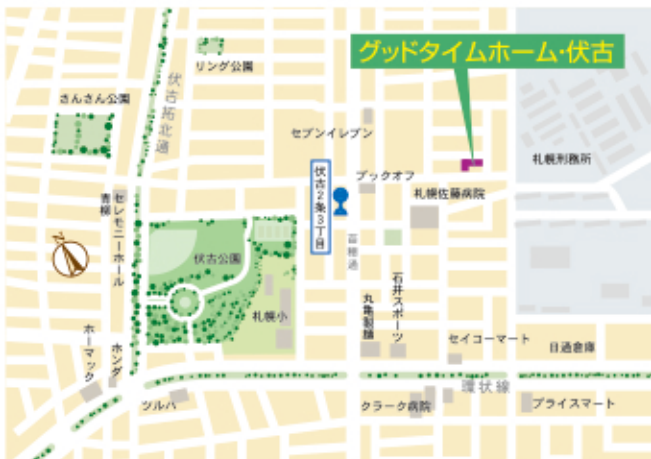 グッドタイムホーム・伏古
リング公園
さんさん公園
伏古拓北通
セブンイレブン
札幌刑務所
ブックオフ
伏古2条3丁目
札幌佐藤病院
セレモニーホール
青柳
苗穂通
伏古公園
石井スポーツ
丸亀製麺
札幌小
セイコーマート
日通倉庫
ホーマック
ホンダ
環状線
ツルハ
クラーク病院
プライスマート